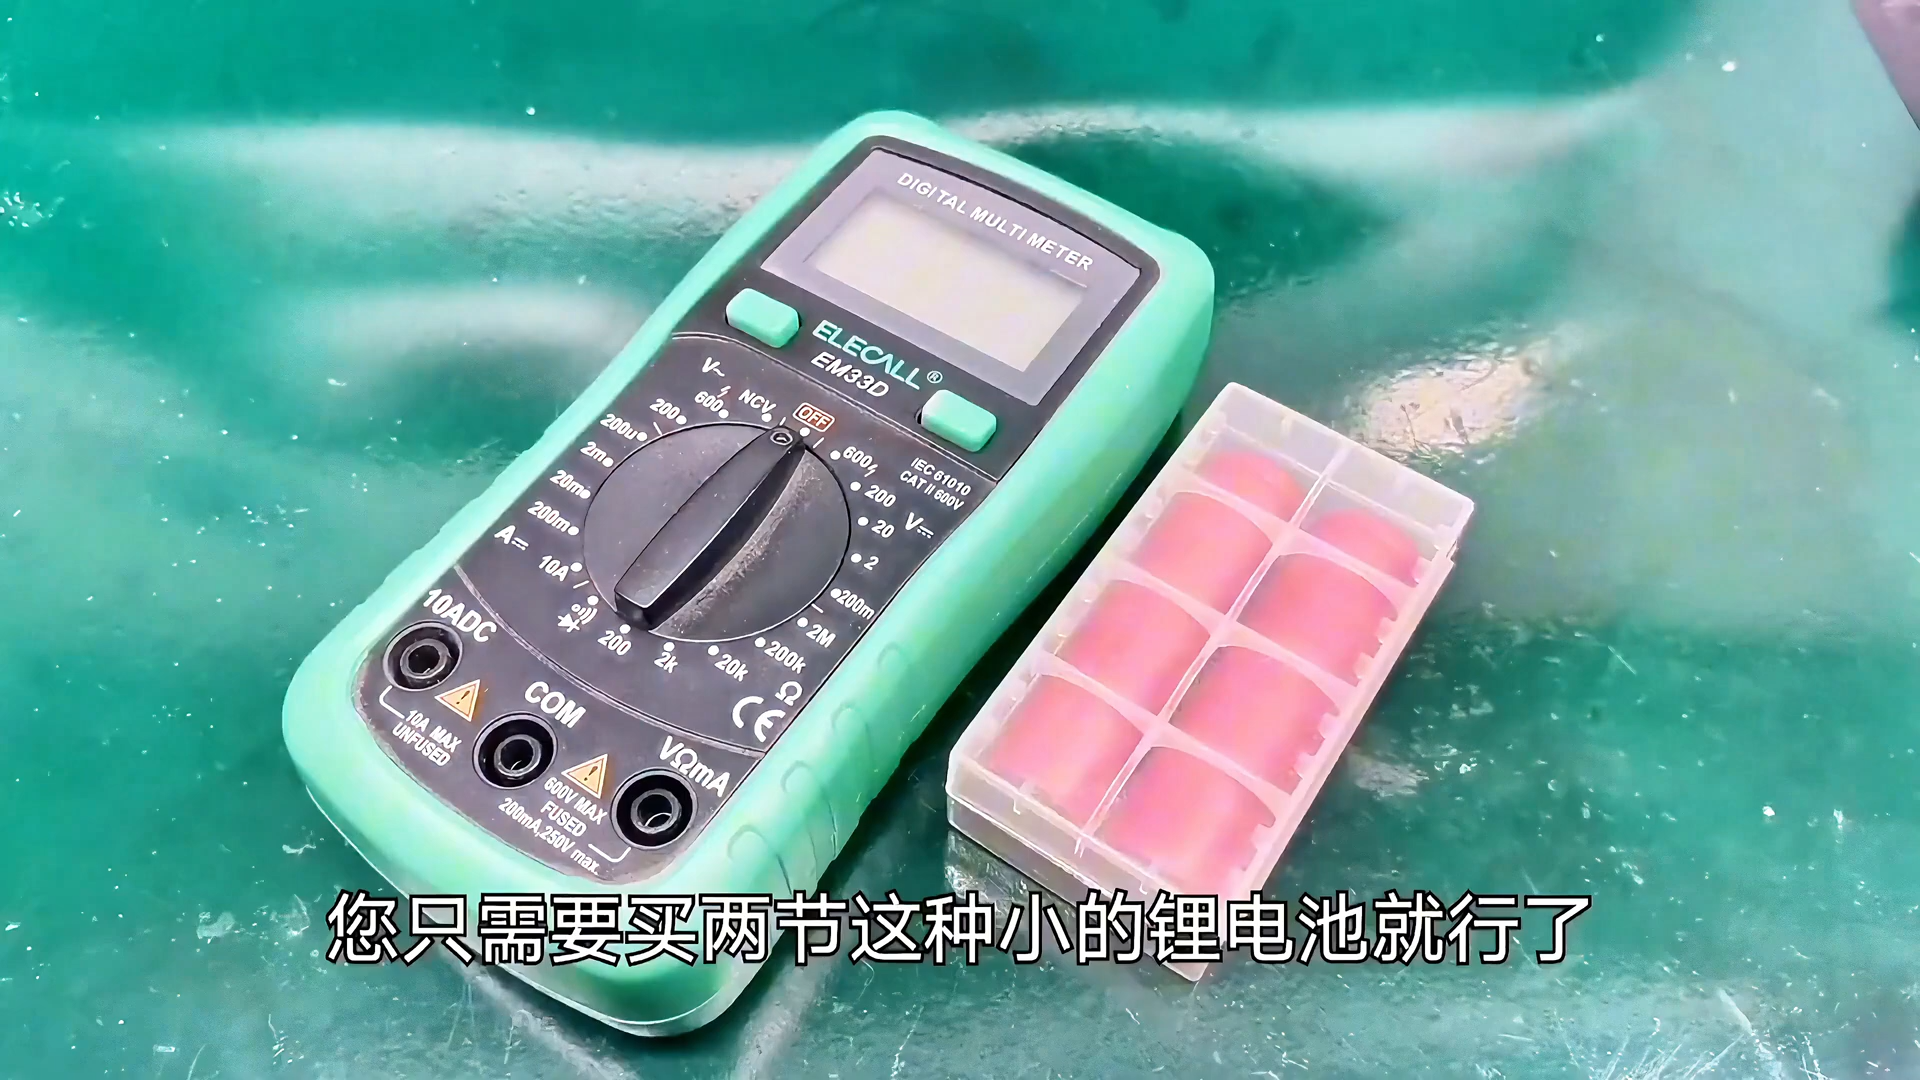 DIGITAL MULTIMETER
ELECALL®
EM33D
V~
600
NCV
OFF
200
200u
2m
20m
200m
A
10A
600
200
20
2
V
200m
2M
200k
20k
2k
200
Ω
IEC 61010
CAT II 600V
CE
10ADC
COM
VΩmA
10A MAX
UNFUSED
600V MAX
FUSED
200mA,250V max.
您只需要买两节这种小的锂电池就行了